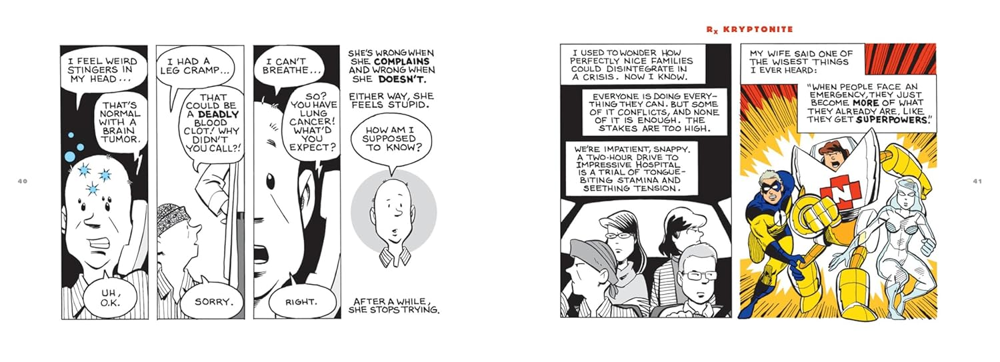 I FEEL WEIRD
STINGERS IN
MY HEAD...
THAT'S
NORMAL
WITH A
BRAIN
TUMOR.
UH,
O.K.
I HAD A
LEG CRAMP...
THAT
COULD BE
A DEADLY
BLOOD
CLOT! WHY
DIDN'T
YOU CALL?!
SORRY.
I CAN'T
BREATHE...
SO?
YOU HAVE
LUNG
CANCER!
WHAT'D
YOU
EXPECT?
RIGHT.
SHE'S WRONG WHEN
SHE COMPLAINS
AND WRONG WHEN
SHE DOESN'T.
EITHER WAY, SHE
FEELS STUPID.
HOW AM I
SUPPOSED
TO KNOW?
AFTER A WHILE,
SHE STOPS TRYING.
40
Rx KRYPTONITE
I USED TO WONDER HOW
PERFECTLY NICE FAMILIES
COULD DISINTEGRATE IN
A CRISIS. NOW I KNOW.
EVERYONE IS DOING EVERY-
THING THEY CAN. BUT SOME
OF IT CONFLICTS, AND NONE
OF IT IS ENOUGH. THE
STAKES ARE TOO HIGH.
WE'RE IMPATIENT, SNAPPY.
A TWO-HOUR DRIVE TO
IMPRESSIVE HOSPITAL
IS A TRIAL OF TONGUE-
BITING STAMINA AND
SEETHING TENSION.
MY WIFE SAID ONE OF
THE WISEST THINGS
I EVER HEARD:
"WHEN PEOPLE FACE AN
EMERGENCY, THEY JUST
BECOME MORE OF WHAT
THEY ALREADY ARE, LIKE
THEY GET SUPERPOWERS."
N
41